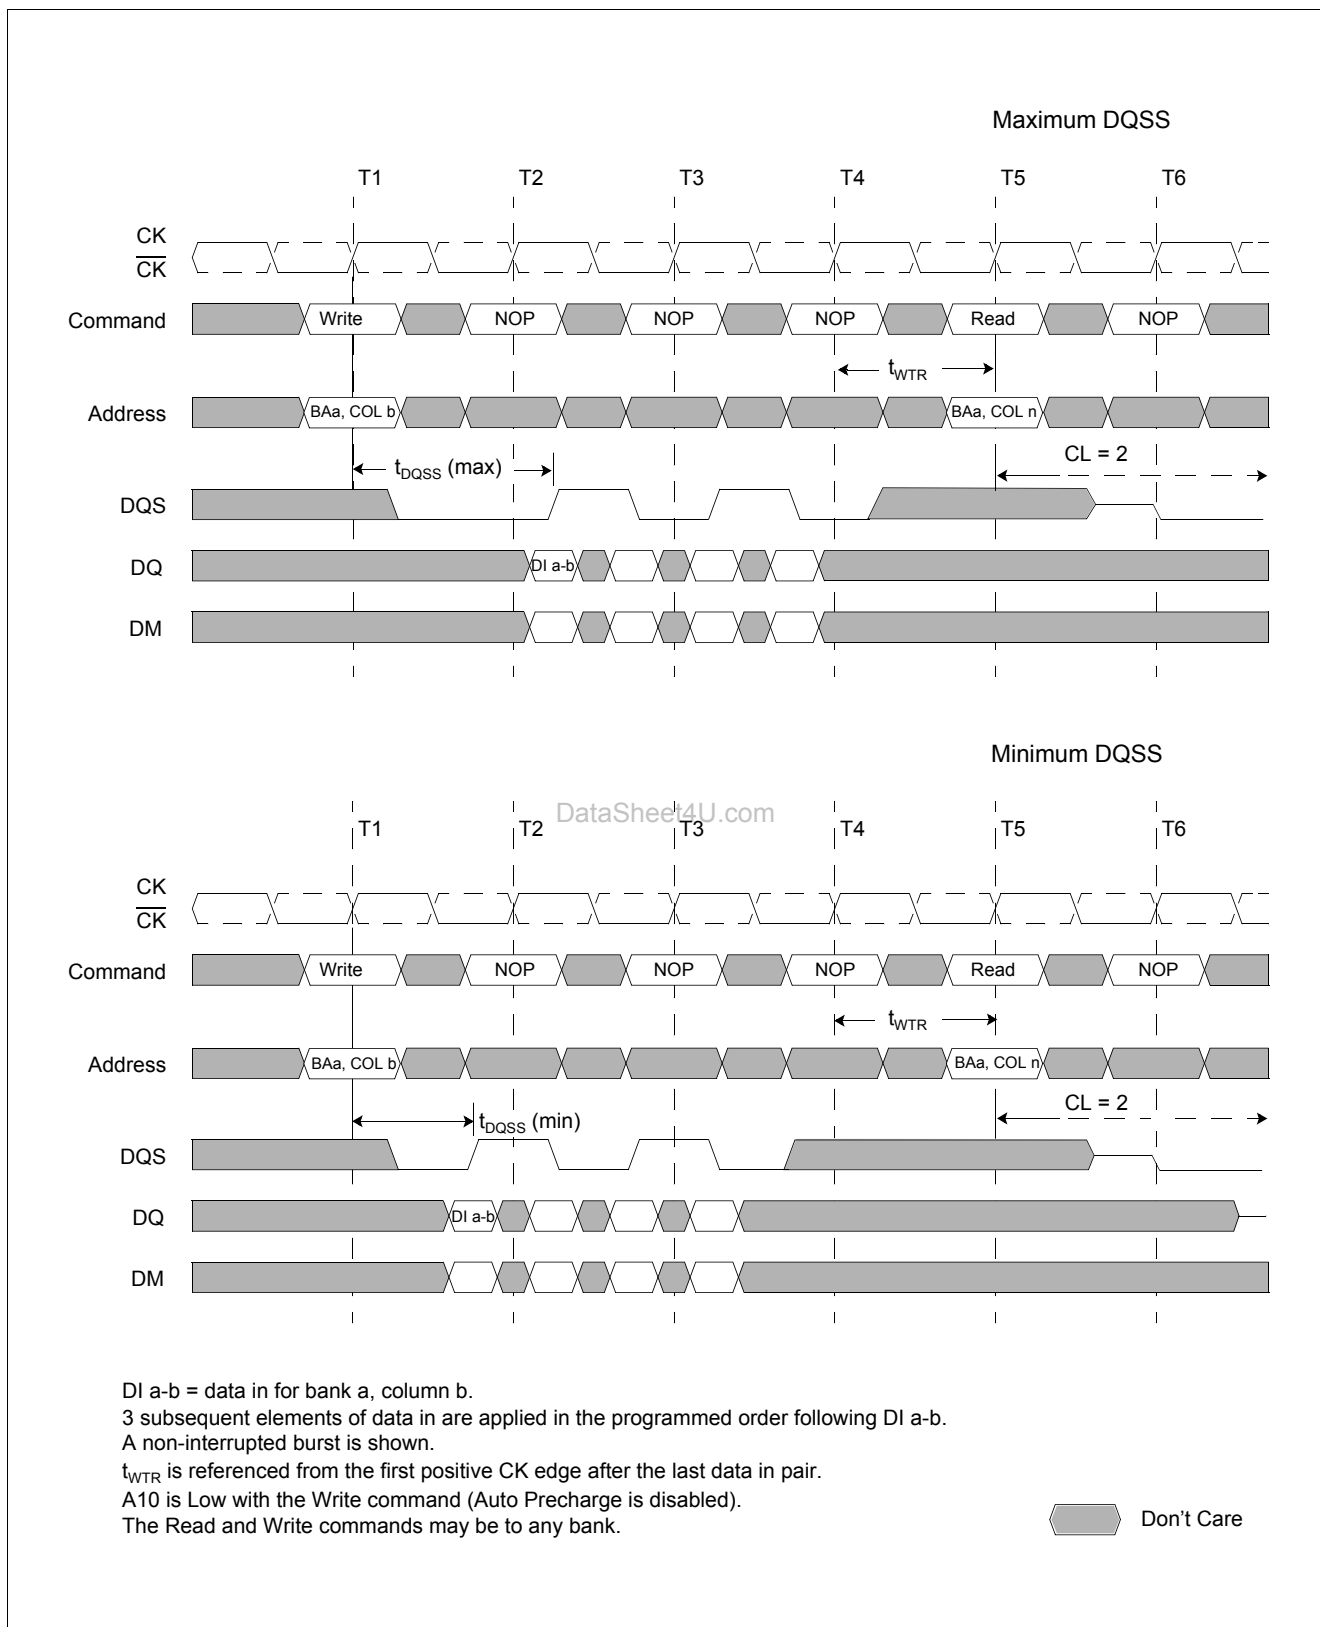 Maximum DQSS
T1 T2 T3 T4 T5 T6
CK
CK
Command Write NOP NOP NOP Read NOP
tWTR
Address BAa, COL b BAa, COL n
tDQSS (max) CL = 2
DQS
DQ DI a-b
DM
Minimum DQSS
DataSheet4U.com
T1 T2 T3 T4 T5 T6
CK
CK
Command Write NOP NOP NOP Read NOP
tWTR
Address BAa, COL b BAa, COL n
tDQSS (min) CL = 2
DQS
DQ DI a-b
DM
DI a-b = data in for bank a, column b.
3 subsequent elements of data in are applied in the programmed order following DI a-b.
A non-interrupted burst is shown.
tWTR is referenced from the first positive CK edge after the last data in pair.
A10 is Low with the Write command (Auto Precharge is disabled).
The Read and Write commands may be to any bank.
Don't Care